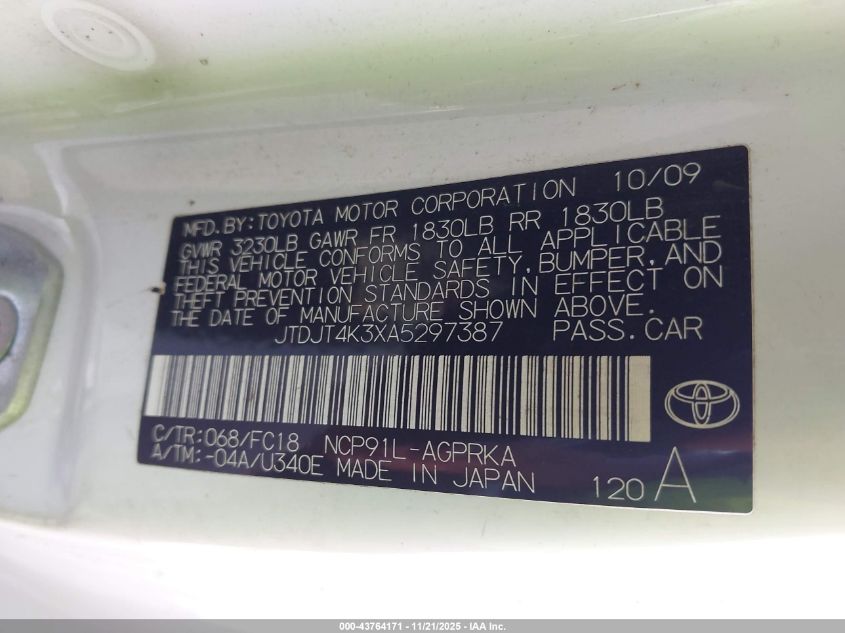 MFD. BY: TOYOTA MOTOR CORPORATION 10/09
GVWR 3230LB GAWR FR 1830LB RR 1830LB
THIS VEHICLE CONFORMS TO ALL APPLICABLE
FEDERAL MOTOR VEHICLE SAFETY, BUMPER, AND
THEFT PREVENTION STANDARDS IN EFFECT ON
THE DATE OF MANUFACTURE SHOWN ABOVE.
JTDJT4K3XA5297387 PASS.CAR
C/TR:068/FC18 NCP91L-AGPRKA
A/TM:-04A/U340E MADE IN JAPAN
120 A
000-43764171 - 11/21/2025 - IAA Inc.